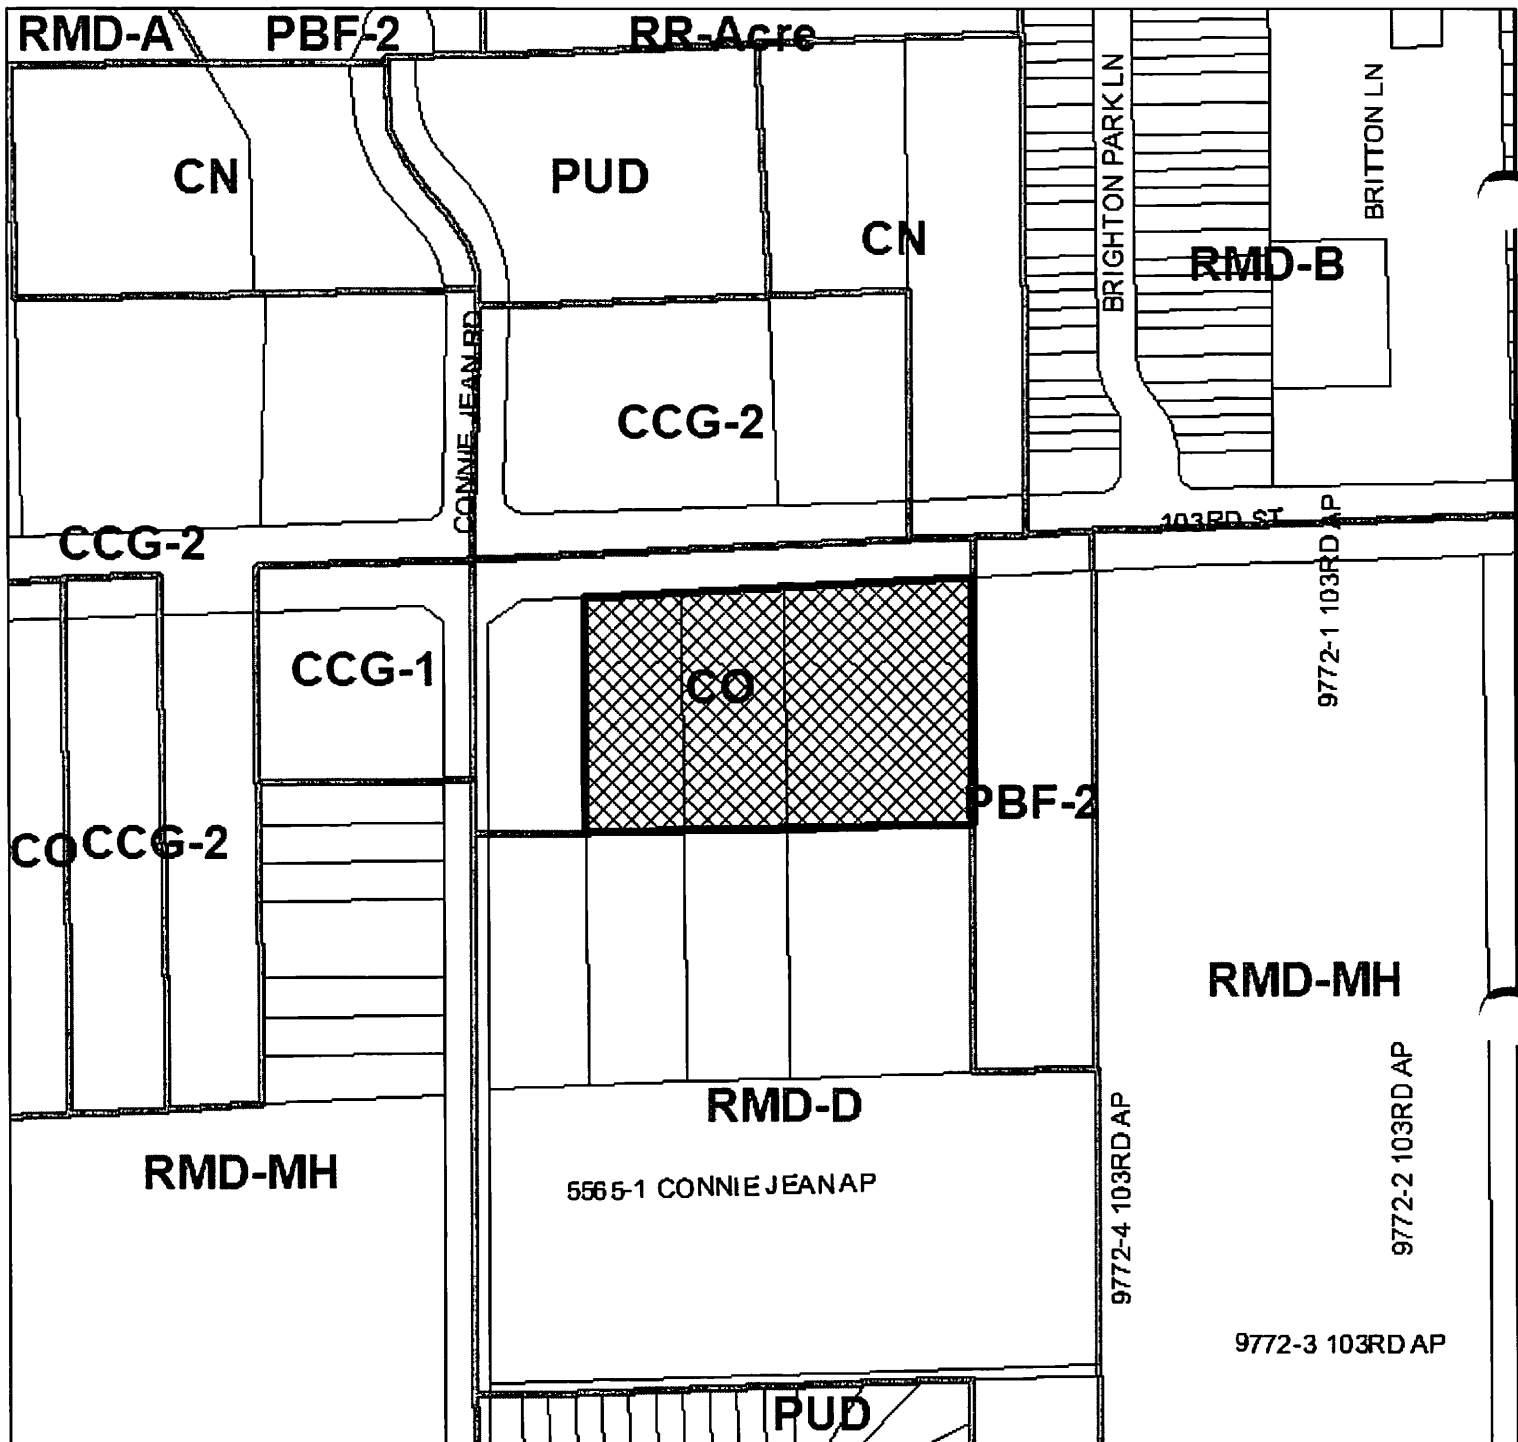 RMD-A
PBF-2
RR-Acre
CN
PUD
CN
BRIGHTON PARK LN
BRITTON LN
RMD-B
CONNIE JEAN RD
CCG-2
CCG-2
103RD ST
9772-1 103RD AP
CCG-1
CO
PBF-2
CO
CCG-2
RMD-MH
RMD-D
RMD-MH
5565-1 CONNIE JEAN AP
9772-4 103RD AP
9772-2 103RD AP
9772-3 103RD AP
PUD